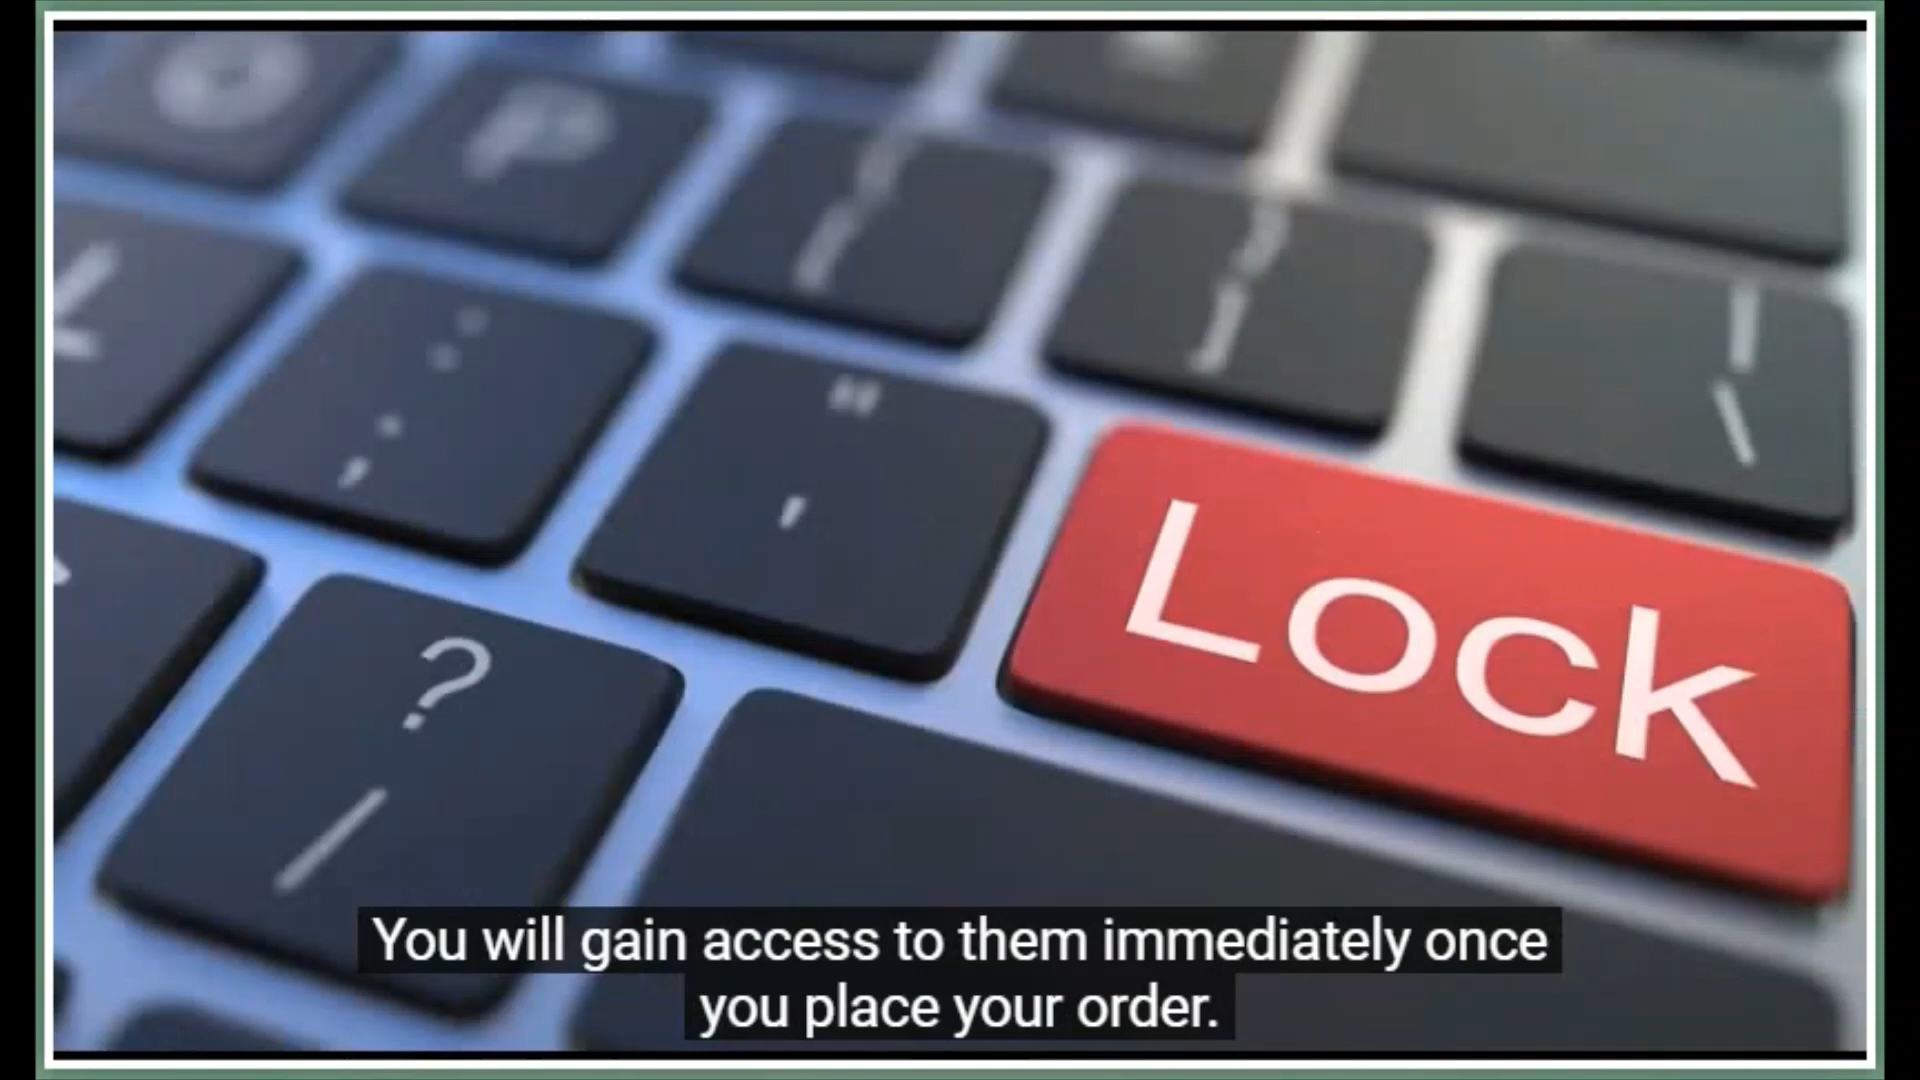 P
{ [
} ]
|
\
L
: ;
" '
Lock
?
/
You will gain access to them immediately once
you place your order.